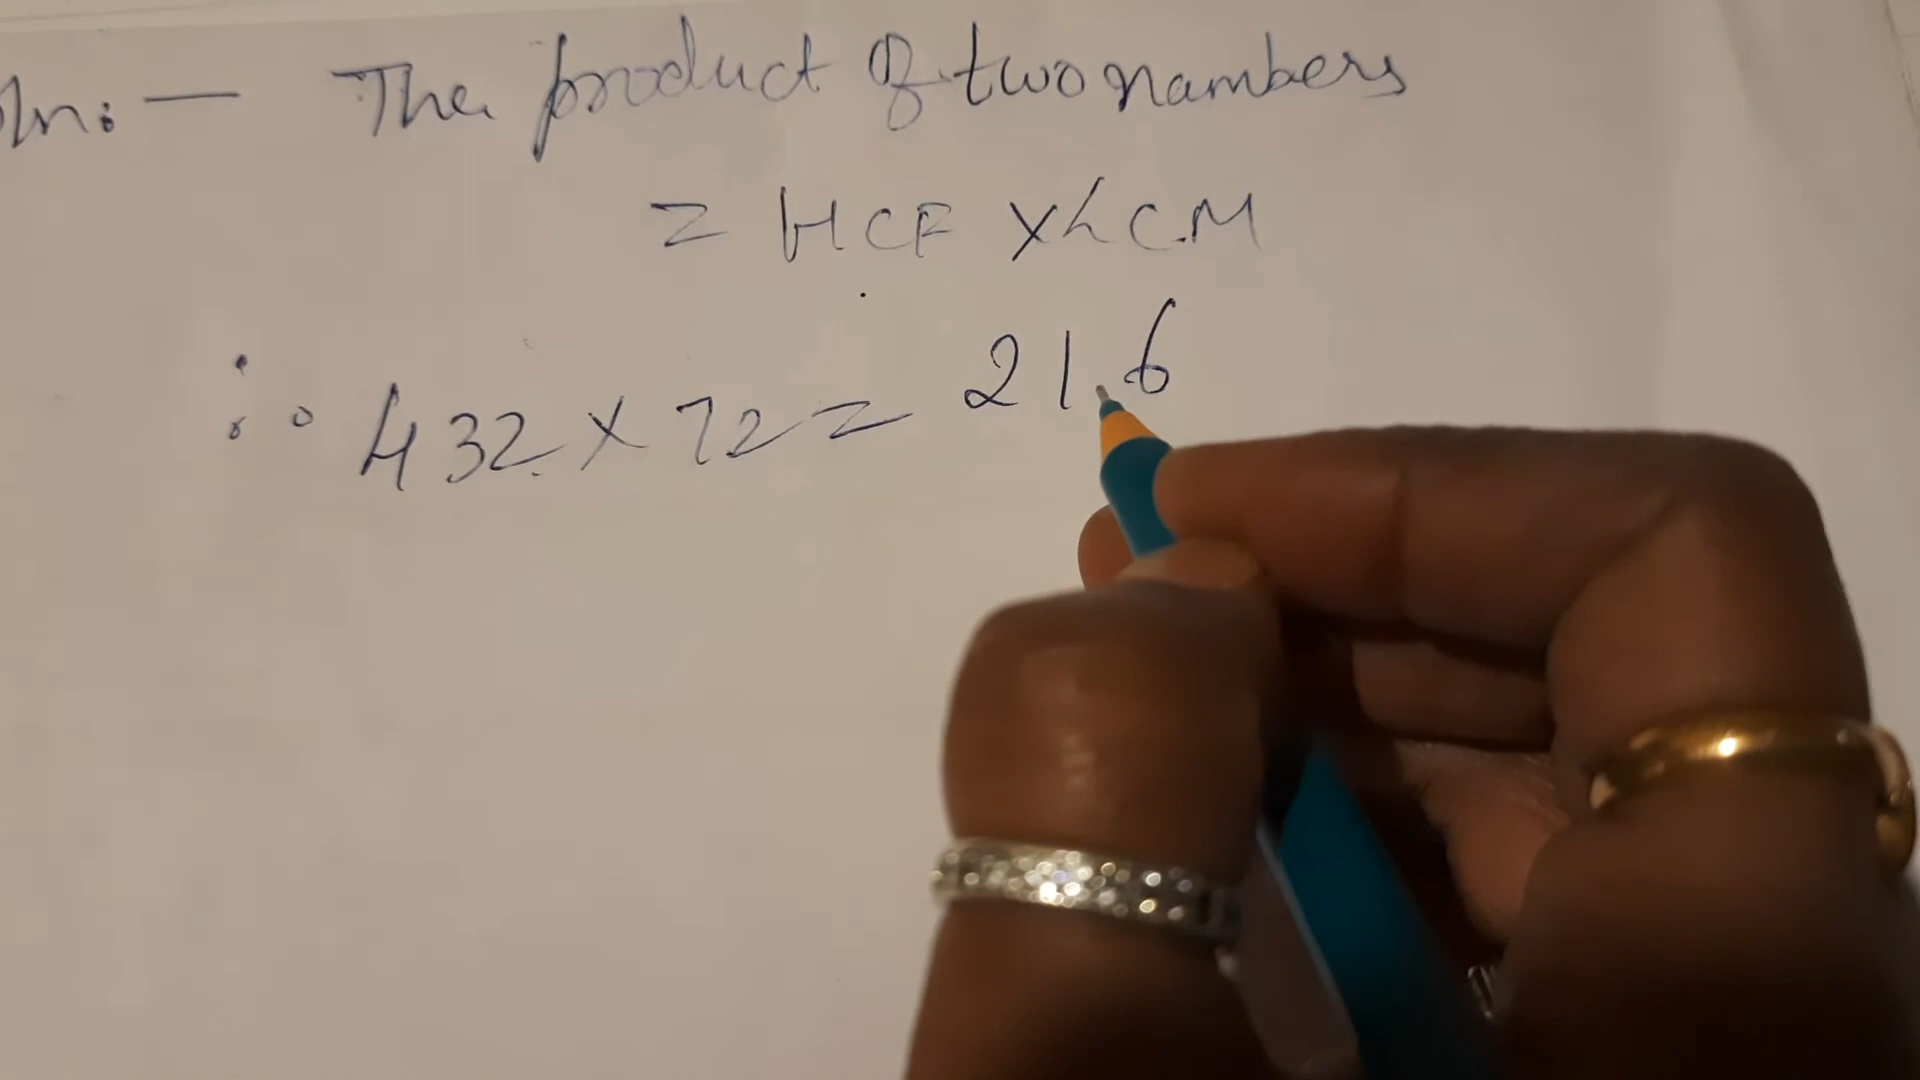 The product of two numbers
= HCF × LCM
∴ 432 × 72 = 216